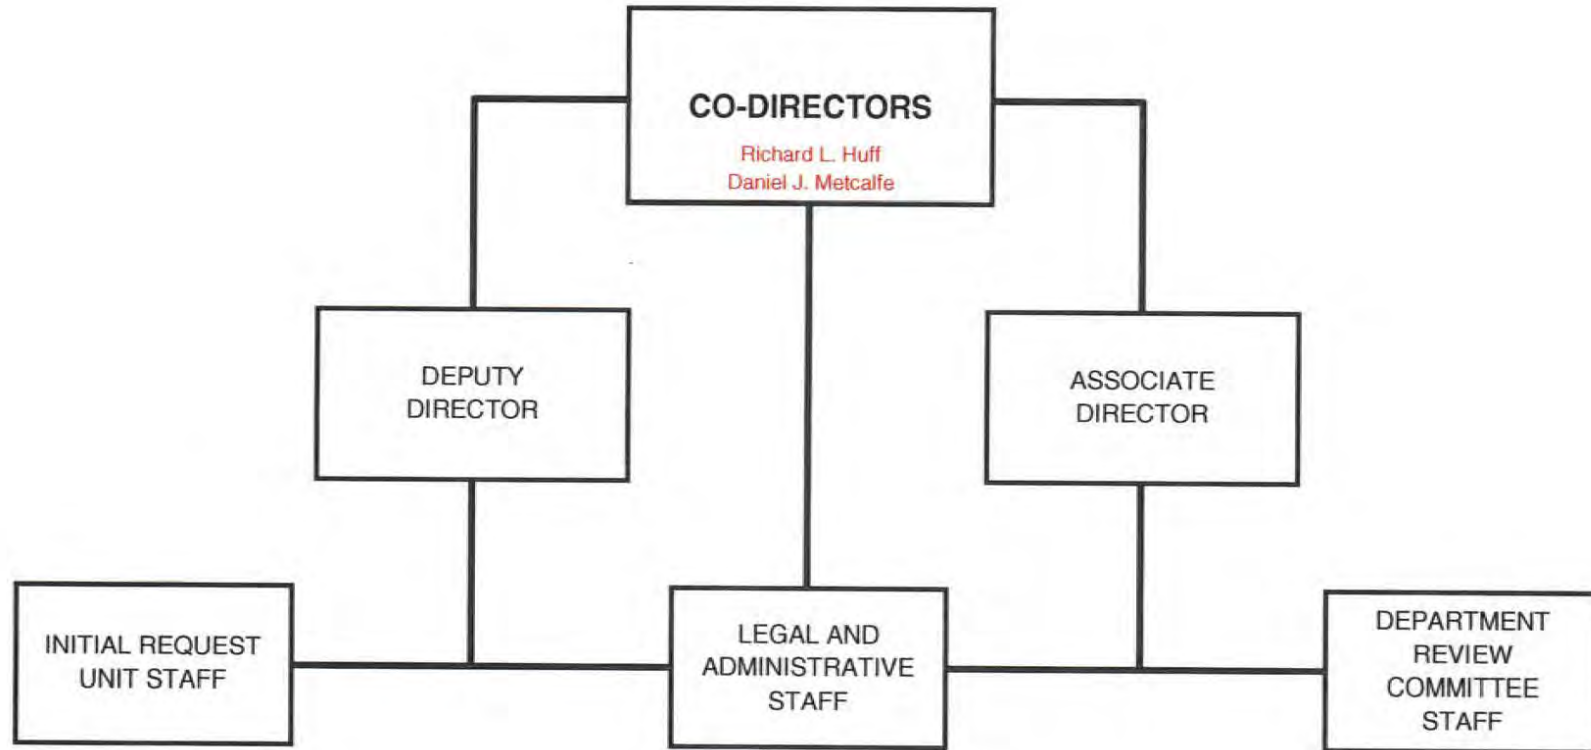 CO-DIRECTORS
Richard L. Huff
Daniel J. Metcalfe
DEPUTY
DIRECTOR
ASSOCIATE
DIRECTOR
INITIAL REQUEST
UNIT STAFF
LEGAL AND
ADMINISTRATIVE
STAFF
DEPARTMENT
REVIEW
COMMITTEE
STAFF